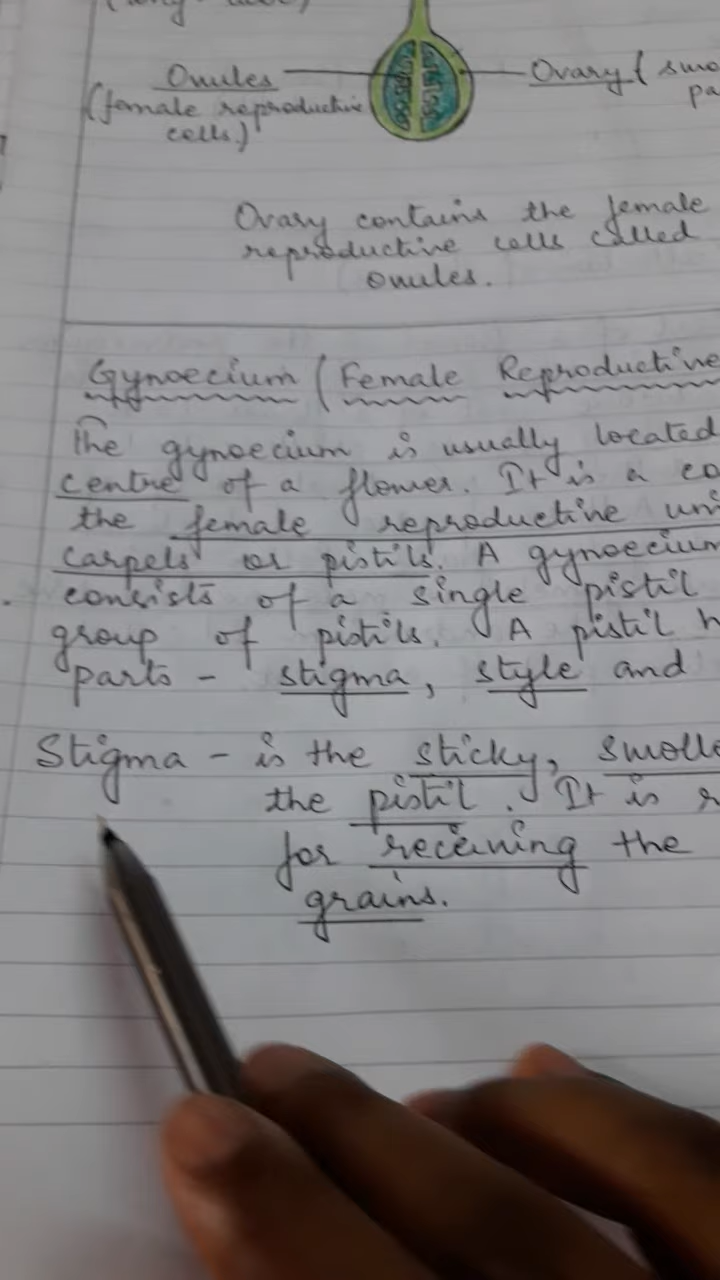 Ovules
(female reproductive
cells)
Ovary (
Ovary contains the female
reproductive cells called
ovules.
Gynoecium (Female Reproductive
The gynoecium is usually located
centre of a flower. It is a co
the female reproductive uni
carpels or pistils. A gynoecium
consists of a single pistil
group of pistils. A pistil h
parts - stigma, style and
Stigma - is the sticky, swolle
the pistil. It is r
for receiving the
grains.